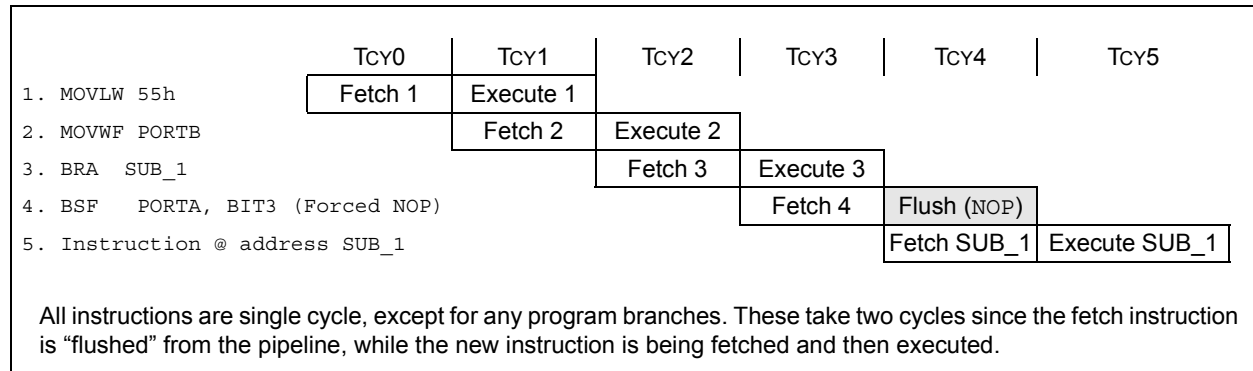 TCY0 TCY1 TCY2 TCY3 TCY4 TCY5
1. MOVLW 55h Fetch 1 Execute 1
2. MOVWF PORTB Fetch 2 Execute 2
3. BRA SUB_1 Fetch 3 Execute 3
4. BSF PORTA, BIT3 (Forced NOP) Fetch 4 Flush (NOP)
5. Instruction @ address SUB_1 Fetch SUB_1 Execute SUB_1
All instructions are single cycle, except for any program branches. These take two cycles since the fetch instruction
is “flushed” from the pipeline, while the new instruction is being fetched and then executed.